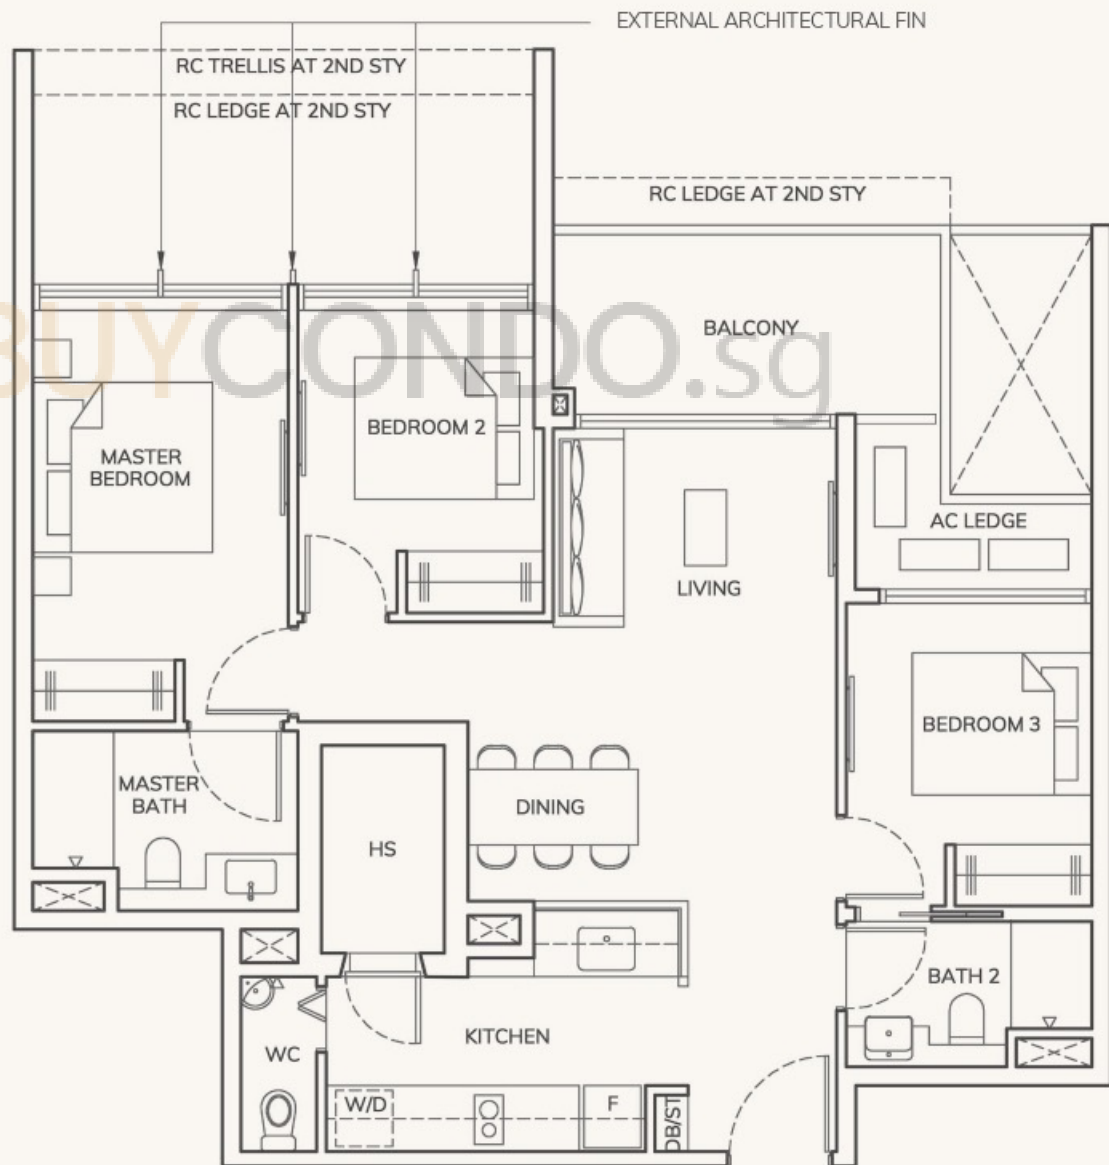 EXTERNAL ARCHITECTURAL FIN
RC TRELLIS AT 2ND STY
RC LEDGE AT 2ND STY
RC LEDGE AT 2ND STY
BUYCONDO.sg
BALCONY
BEDROOM 2
MASTER
BEDROOM
AC LEDGE
LIVING
BEDROOM 3
MASTER
BATH
DINING
HS
BATH 2
KITCHEN
WC
W/D
F
DB/ST